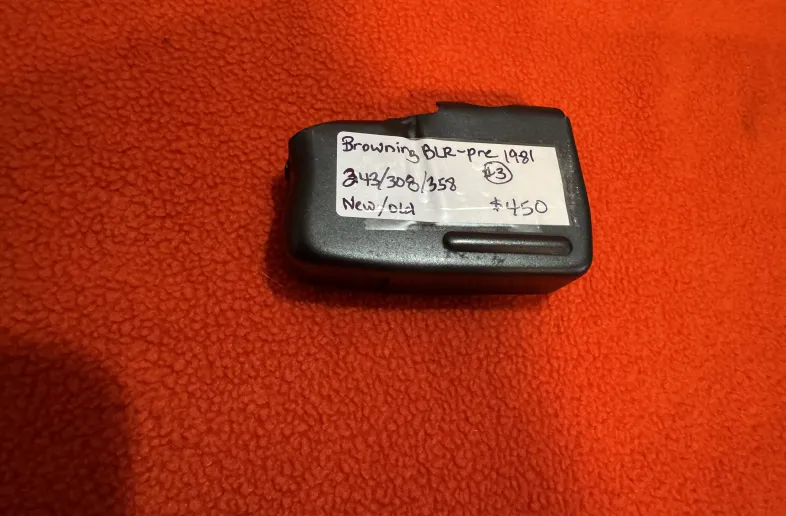 Browning BLR-pre 1981
243/308/358 #3
New/old $450